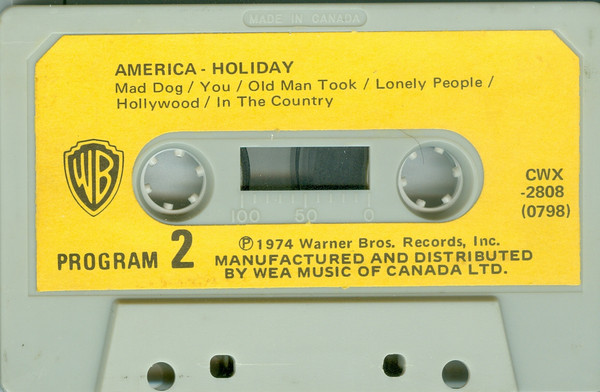 MADE IN CANADA
AMERICA - HOLIDAY
Mad Dog / You / Old Man Took / Lonely People /
Hollywood / In The Country
WB
CWX
-2808
(0798)
100 50 0
PROGRAM 2
℗ 1974 Warner Bros. Records, Inc.
MANUFACTURED AND DISTRIBUTED
BY WEA MUSIC OF CANADA LTD.